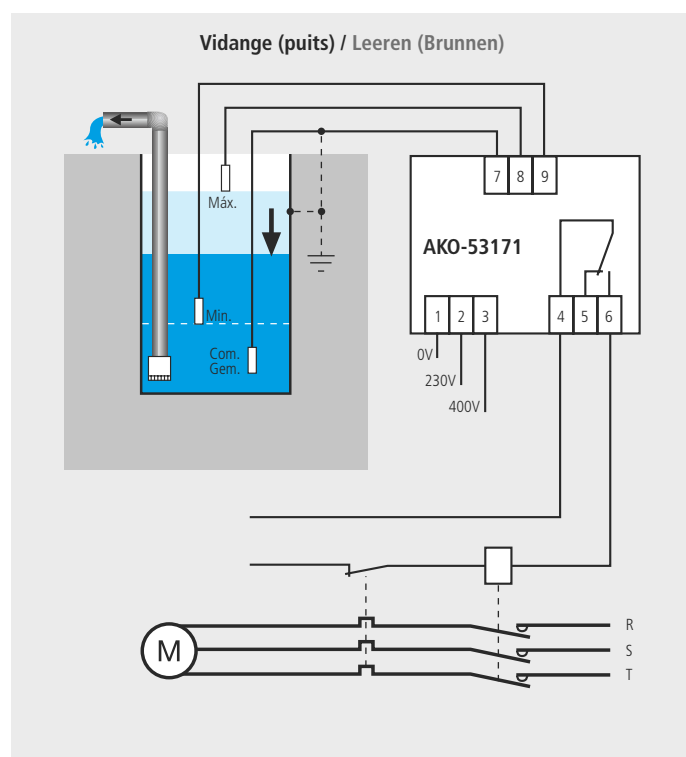 Vidange (puits) / Leeren (Brunnen)
Máx.
7 8 9
AKO-53171
Min.
1 2 3 4 5 6
Com.
Gem.
0V
230V
400V
R
M
S
T